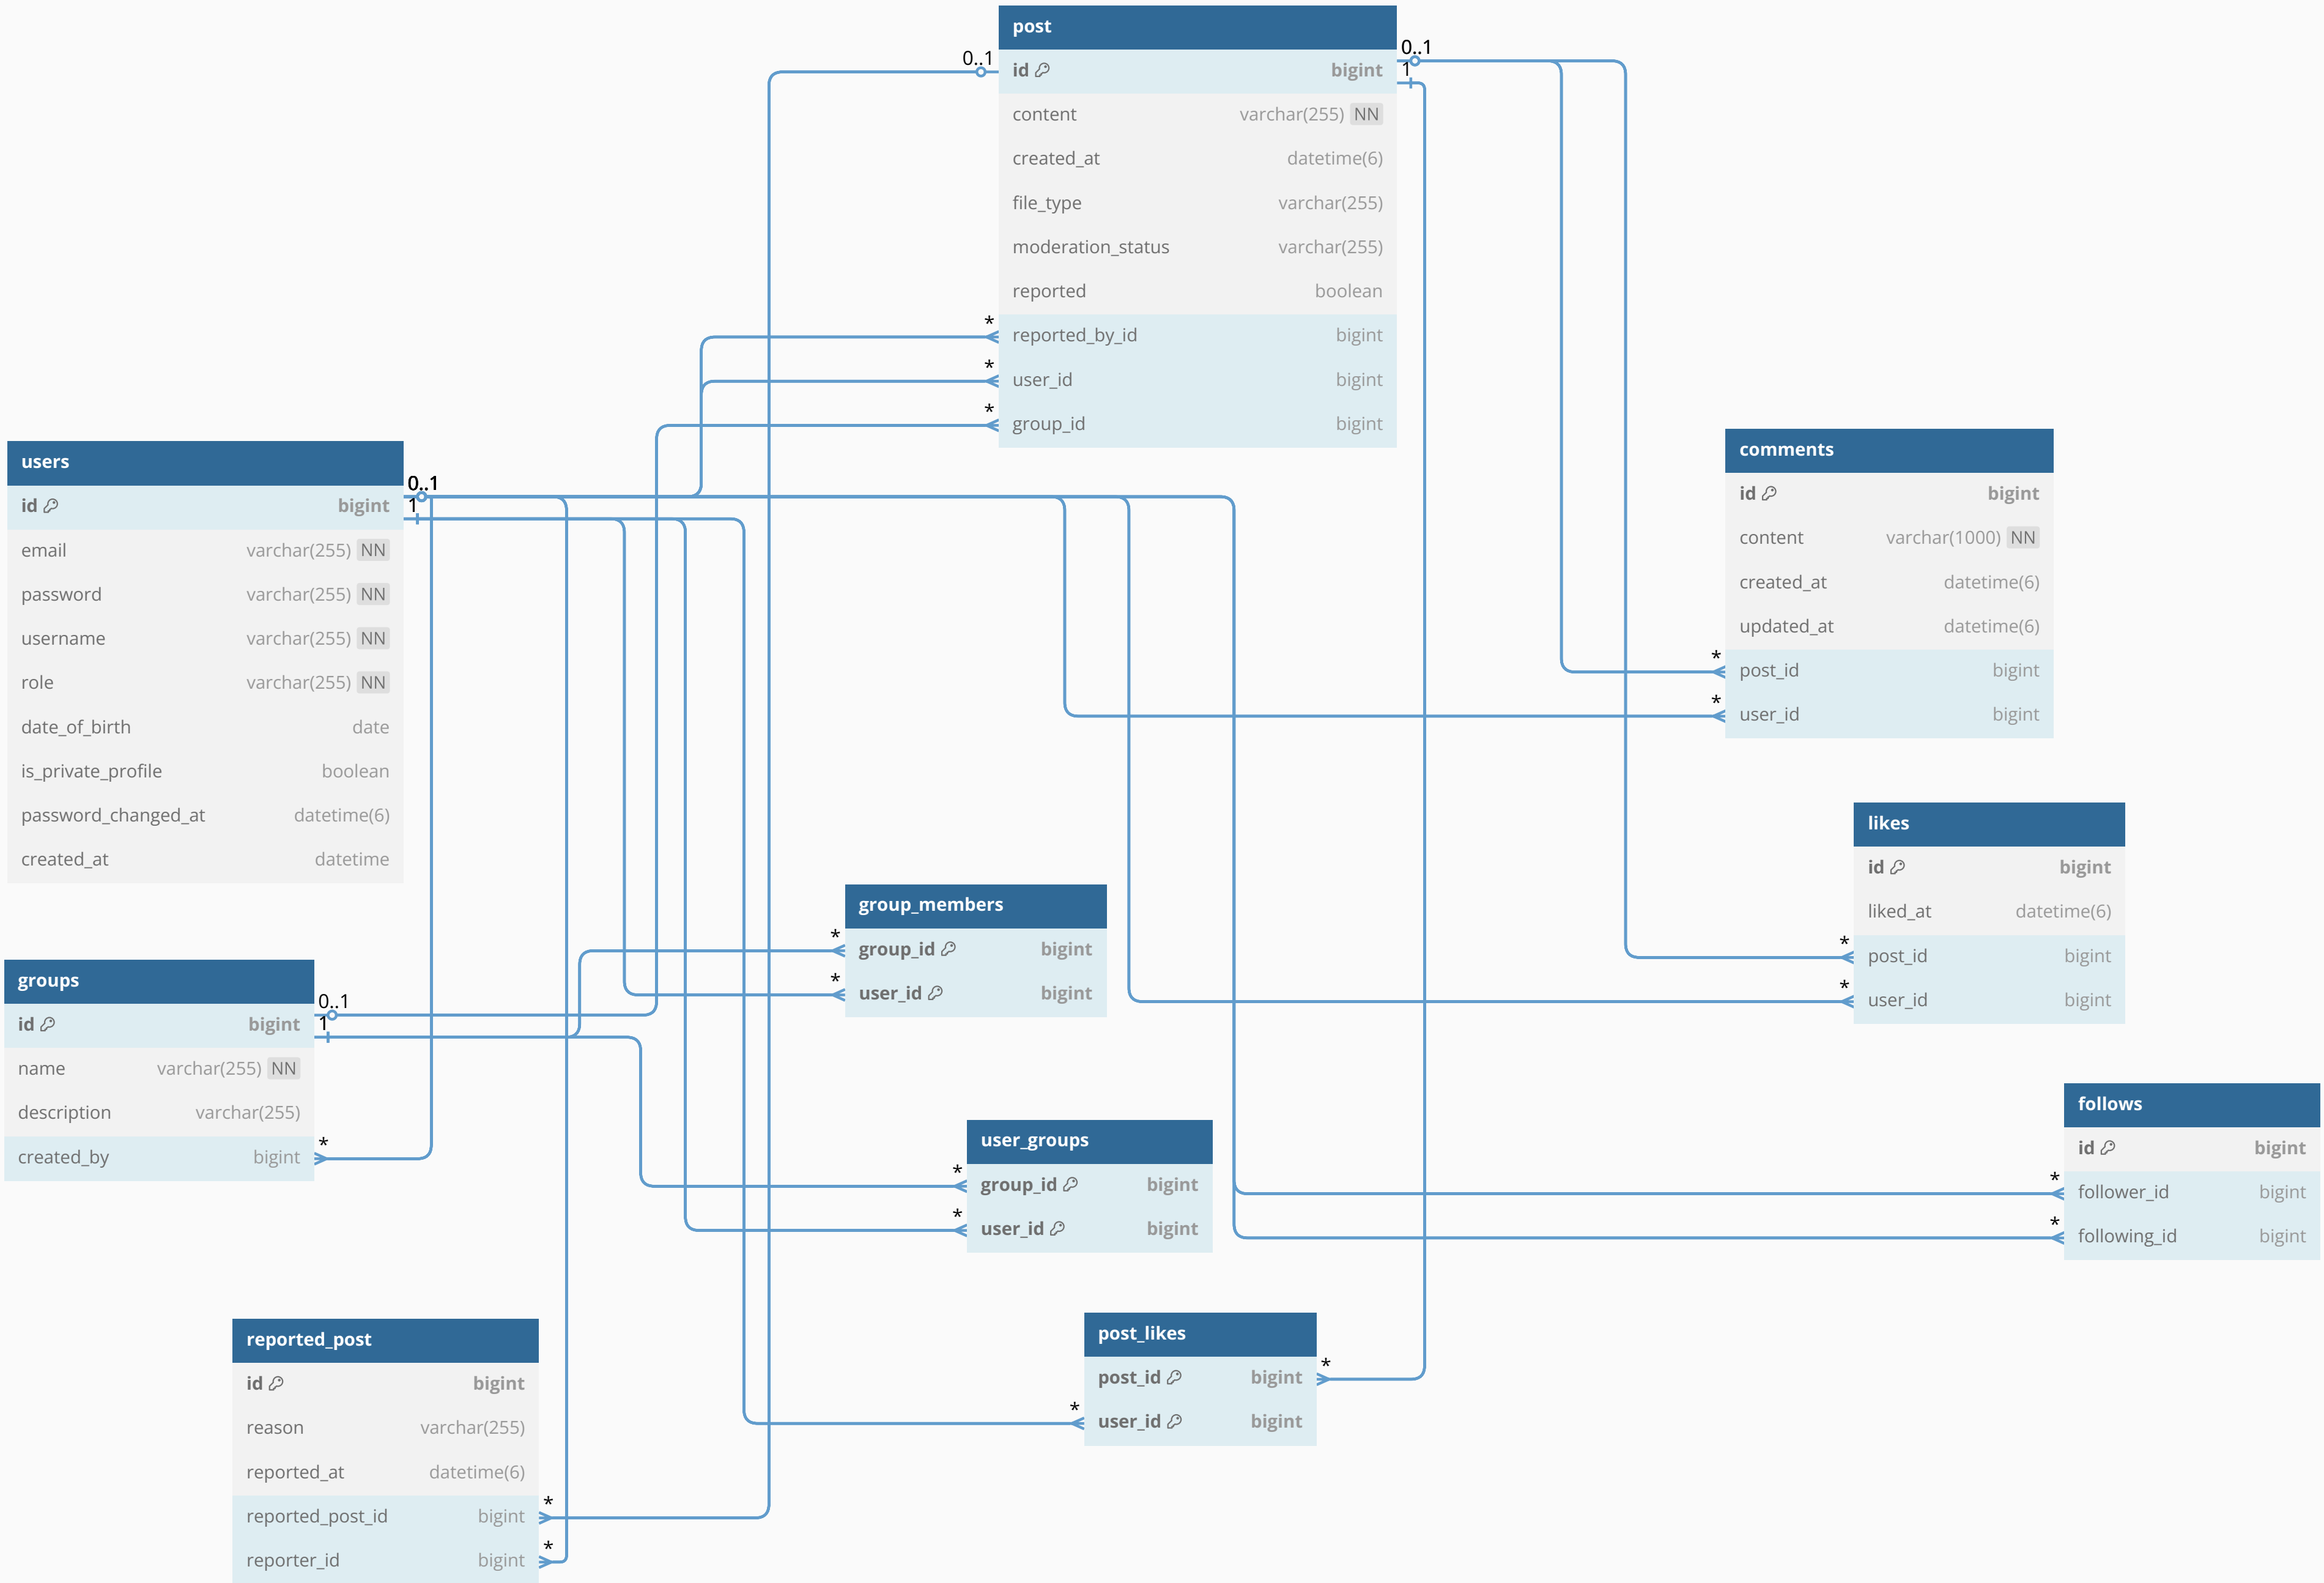 post
0..1
id bigint
0..1
1
content varchar(255) NN
created_at datetime(6)
file_type varchar(255)
moderation_status varchar(255)
reported boolean
* reported_by_id bigint
* user_id bigint
* group_id bigint
users
id bigint
0..1
1
email varchar(255) NN
password varchar(255) NN
username varchar(255) NN
role varchar(255) NN
date_of_birth date
is_private_profile boolean
password_changed_at datetime(6)
created_at datetime
comments
id bigint
content varchar(1000) NN
created_at datetime(6)
updated_at datetime(6)
* post_id bigint
* user_id bigint
likes
id bigint
liked_at datetime(6)
* post_id bigint
* user_id bigint
group_members
* group_id bigint
* user_id bigint
groups
id bigint
0..1
1
name varchar(255) NN
description varchar(255)
created_by bigint *
user_groups
* group_id bigint
* user_id bigint
follows
id bigint
* follower_id bigint
* following_id bigint
reported_post
id bigint
reason varchar(255)
reported_at datetime(6)
reported_post_id bigint *
reporter_id bigint *
post_likes
post_id bigint *
* user_id bigint